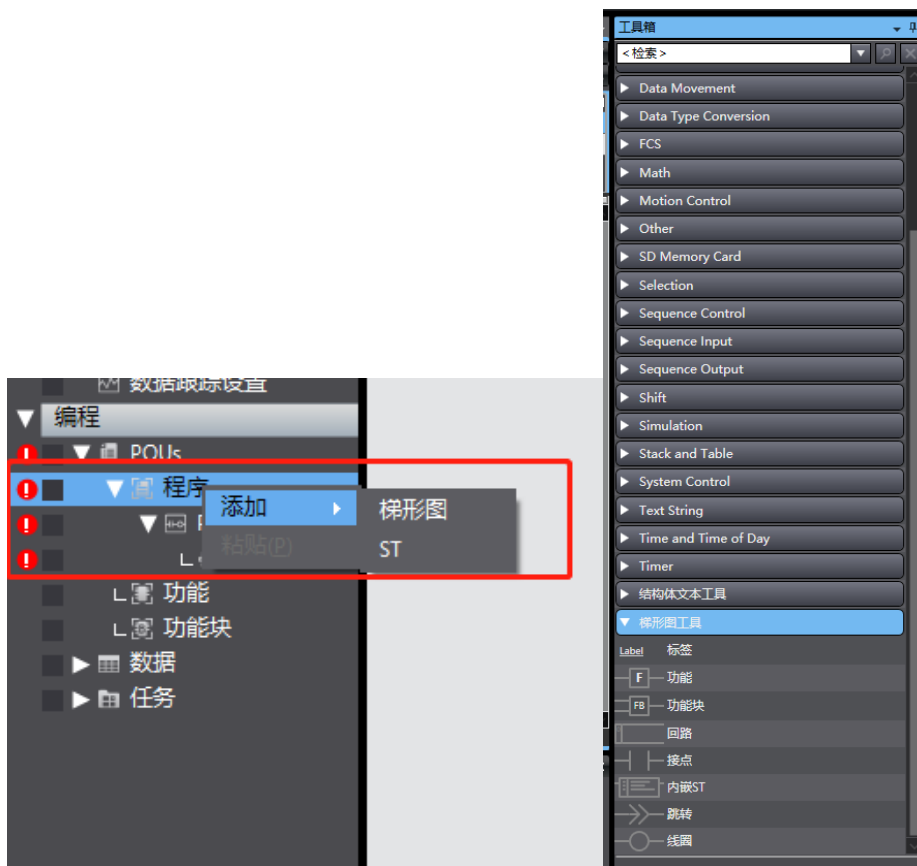 数据跟踪设置
编程
POUs
程序
添加
梯形图
粘贴(P)
ST
功能
功能块
数据
任务
工具箱
<检索>
Data Movement
Data Type Conversion
FCS
Math
Motion Control
Other
SD Memory Card
Selection
Sequence Control
Sequence Input
Sequence Output
Shift
Simulation
Stack and Table
System Control
Text String
Time and Time of Day
Timer
结构体文本工具
梯形图工具
Label 标签
F 功能
FB 功能块
回路
接点
内嵌ST
跳转
线圈